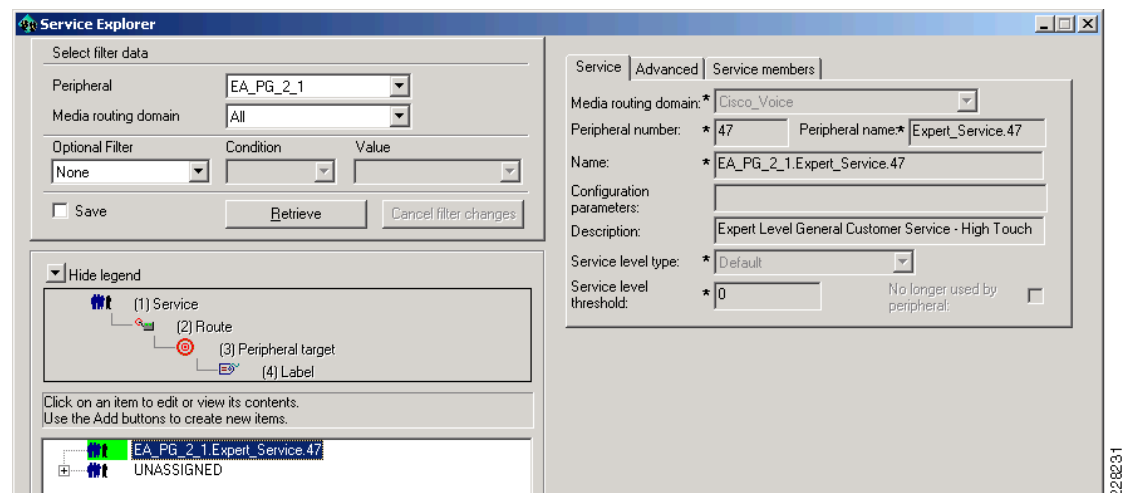 Service Explorer
Select filter data
Peripheral
EA_PG_2_1
Media routing domain
All
Optional Filter
Condition
Value
None
Save
Retrieve
Cancel filter changes
Hide legend
(1) Service
(2) Route
(3) Peripheral target
(4) Label
Click on an item to edit or view its contents.
Use the Add buttons to create new items.
EA_PG_2_1.Expert_Service.47
UNASSIGNED
Service
Advanced
Service members
Media routing domain:*
Cisco_Voice
Peripheral number: *
47
Peripheral name:*
Expert_Service.47
Name: *
EA_PG_2_1.Expert_Service.47
Configuration
parameters:
Description:
Expert Level General Customer Service - High Touch
Service level type: *
Default
Service level
threshold: *
0
No longer used by
peripheral:
228231